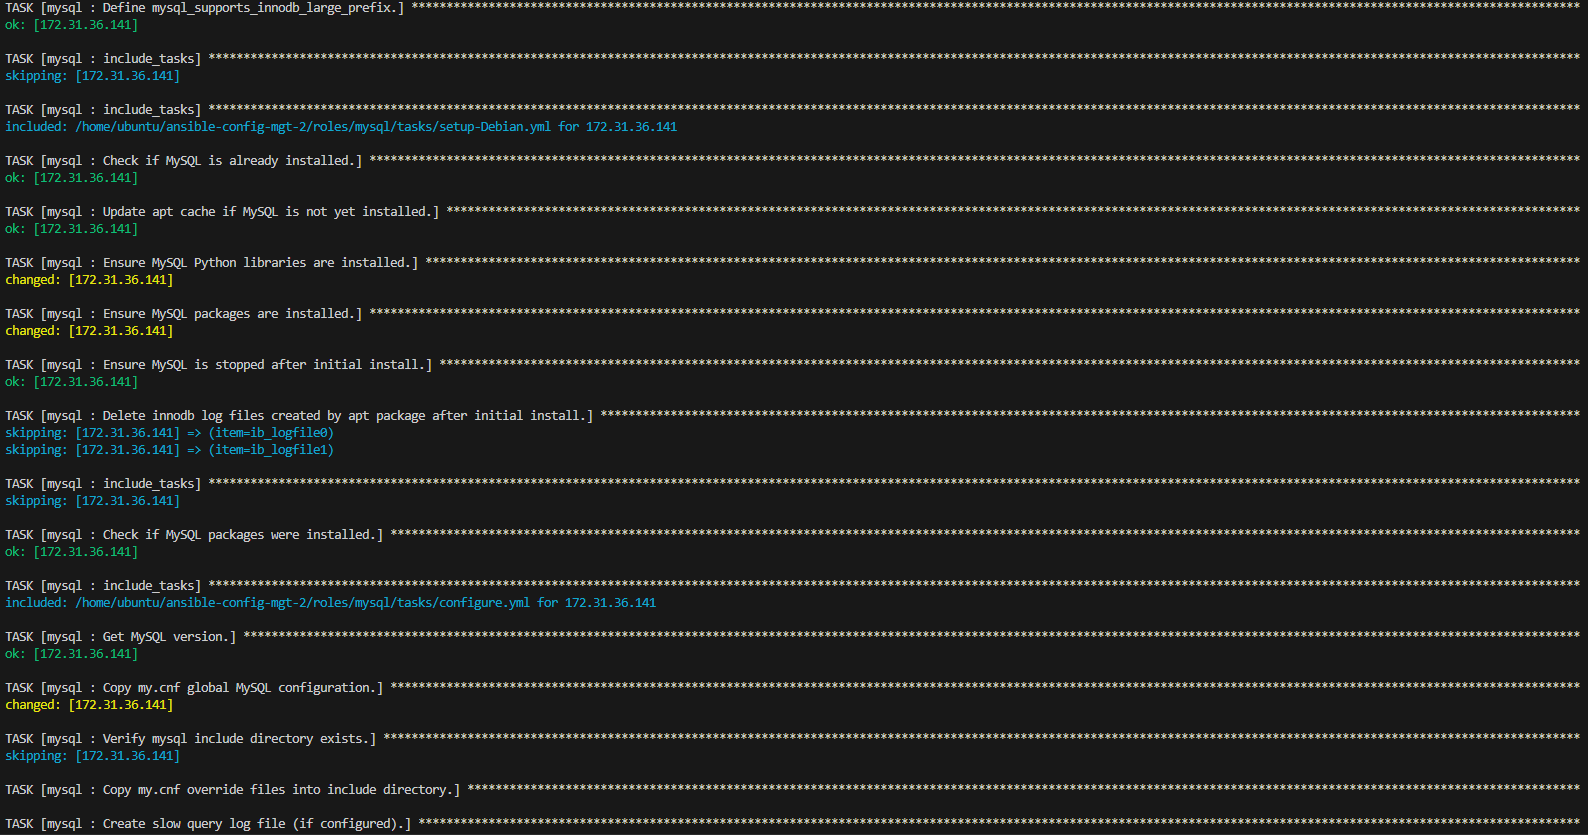 TASK [mysql : Define mysql_supports_innodb_large_prefix.] ***********************************************************************************************************************************************************************
ok: [172.31.36.141]
TASK [mysql : include_tasks] ****************************************************************************************************************************************************************************************************
skipping: [172.31.36.141]
TASK [mysql : include_tasks] ****************************************************************************************************************************************************************************************************
included: /home/ubuntu/ansible-config-mgt-2/roles/mysql/tasks/setup-Debian.yml for 172.31.36.141
TASK [mysql : Check if MySQL is already installed.] *****************************************************************************************************************************************************************************
ok: [172.31.36.141]
TASK [mysql : Update apt cache if MySQL is not yet installed.] ******************************************************************************************************************************************************************
ok: [172.31.36.141]
TASK [mysql : Ensure MySQL Python libraries are installed.] *********************************************************************************************************************************************************************
changed: [172.31.36.141]
TASK [mysql : Ensure MySQL packages are installed.] *****************************************************************************************************************************************************************************
changed: [172.31.36.141]
TASK [mysql : Ensure MySQL is stopped after initial install.] *******************************************************************************************************************************************************************
ok: [172.31.36.141]
TASK [mysql : Delete innodb log files created by apt package after initial install.] ********************************************************************************************************************************************
skipping: [172.31.36.141] => (item=ib_logfile0)
skipping: [172.31.36.141] => (item=ib_logfile1)
TASK [mysql : include_tasks] ****************************************************************************************************************************************************************************************************
skipping: [172.31.36.141]
TASK [mysql : Check if MySQL packages were installed.] **************************************************************************************************************************************************************************
ok: [172.31.36.141]
TASK [mysql : include_tasks] ****************************************************************************************************************************************************************************************************
included: /home/ubuntu/ansible-config-mgt-2/roles/mysql/tasks/configure.yml for 172.31.36.141
TASK [mysql : Get MySQL version.] ***********************************************************************************************************************************************************************************************
ok: [172.31.36.141]
TASK [mysql : Copy my.cnf global MySQL configuration.] **************************************************************************************************************************************************************************
changed: [172.31.36.141]
TASK [mysql : Verify mysql include directory exists.] ***************************************************************************************************************************************************************************
skipping: [172.31.36.141]
TASK [mysql : Copy my.cnf override files into include directory.] ***************************************************************************************************************************************************************
TASK [mysql : Create slow query log file (if configured).] **********************************************************************************************************************************************************************